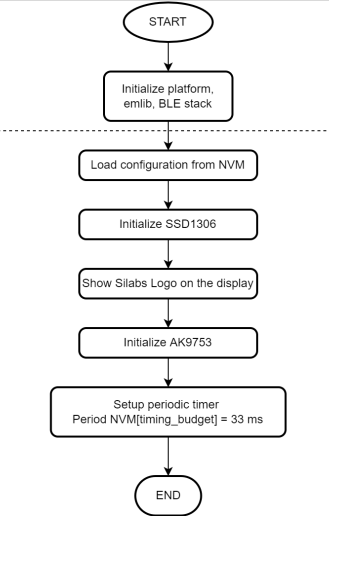 START
Initialize platform,
emlib, BLE stack
Load configuration from NVM
Initialize SSD1306
Show Silabs Logo on the display
Initialize AK9753
Setup periodic timer
Period NVM[timing_budget] = 33 ms
END